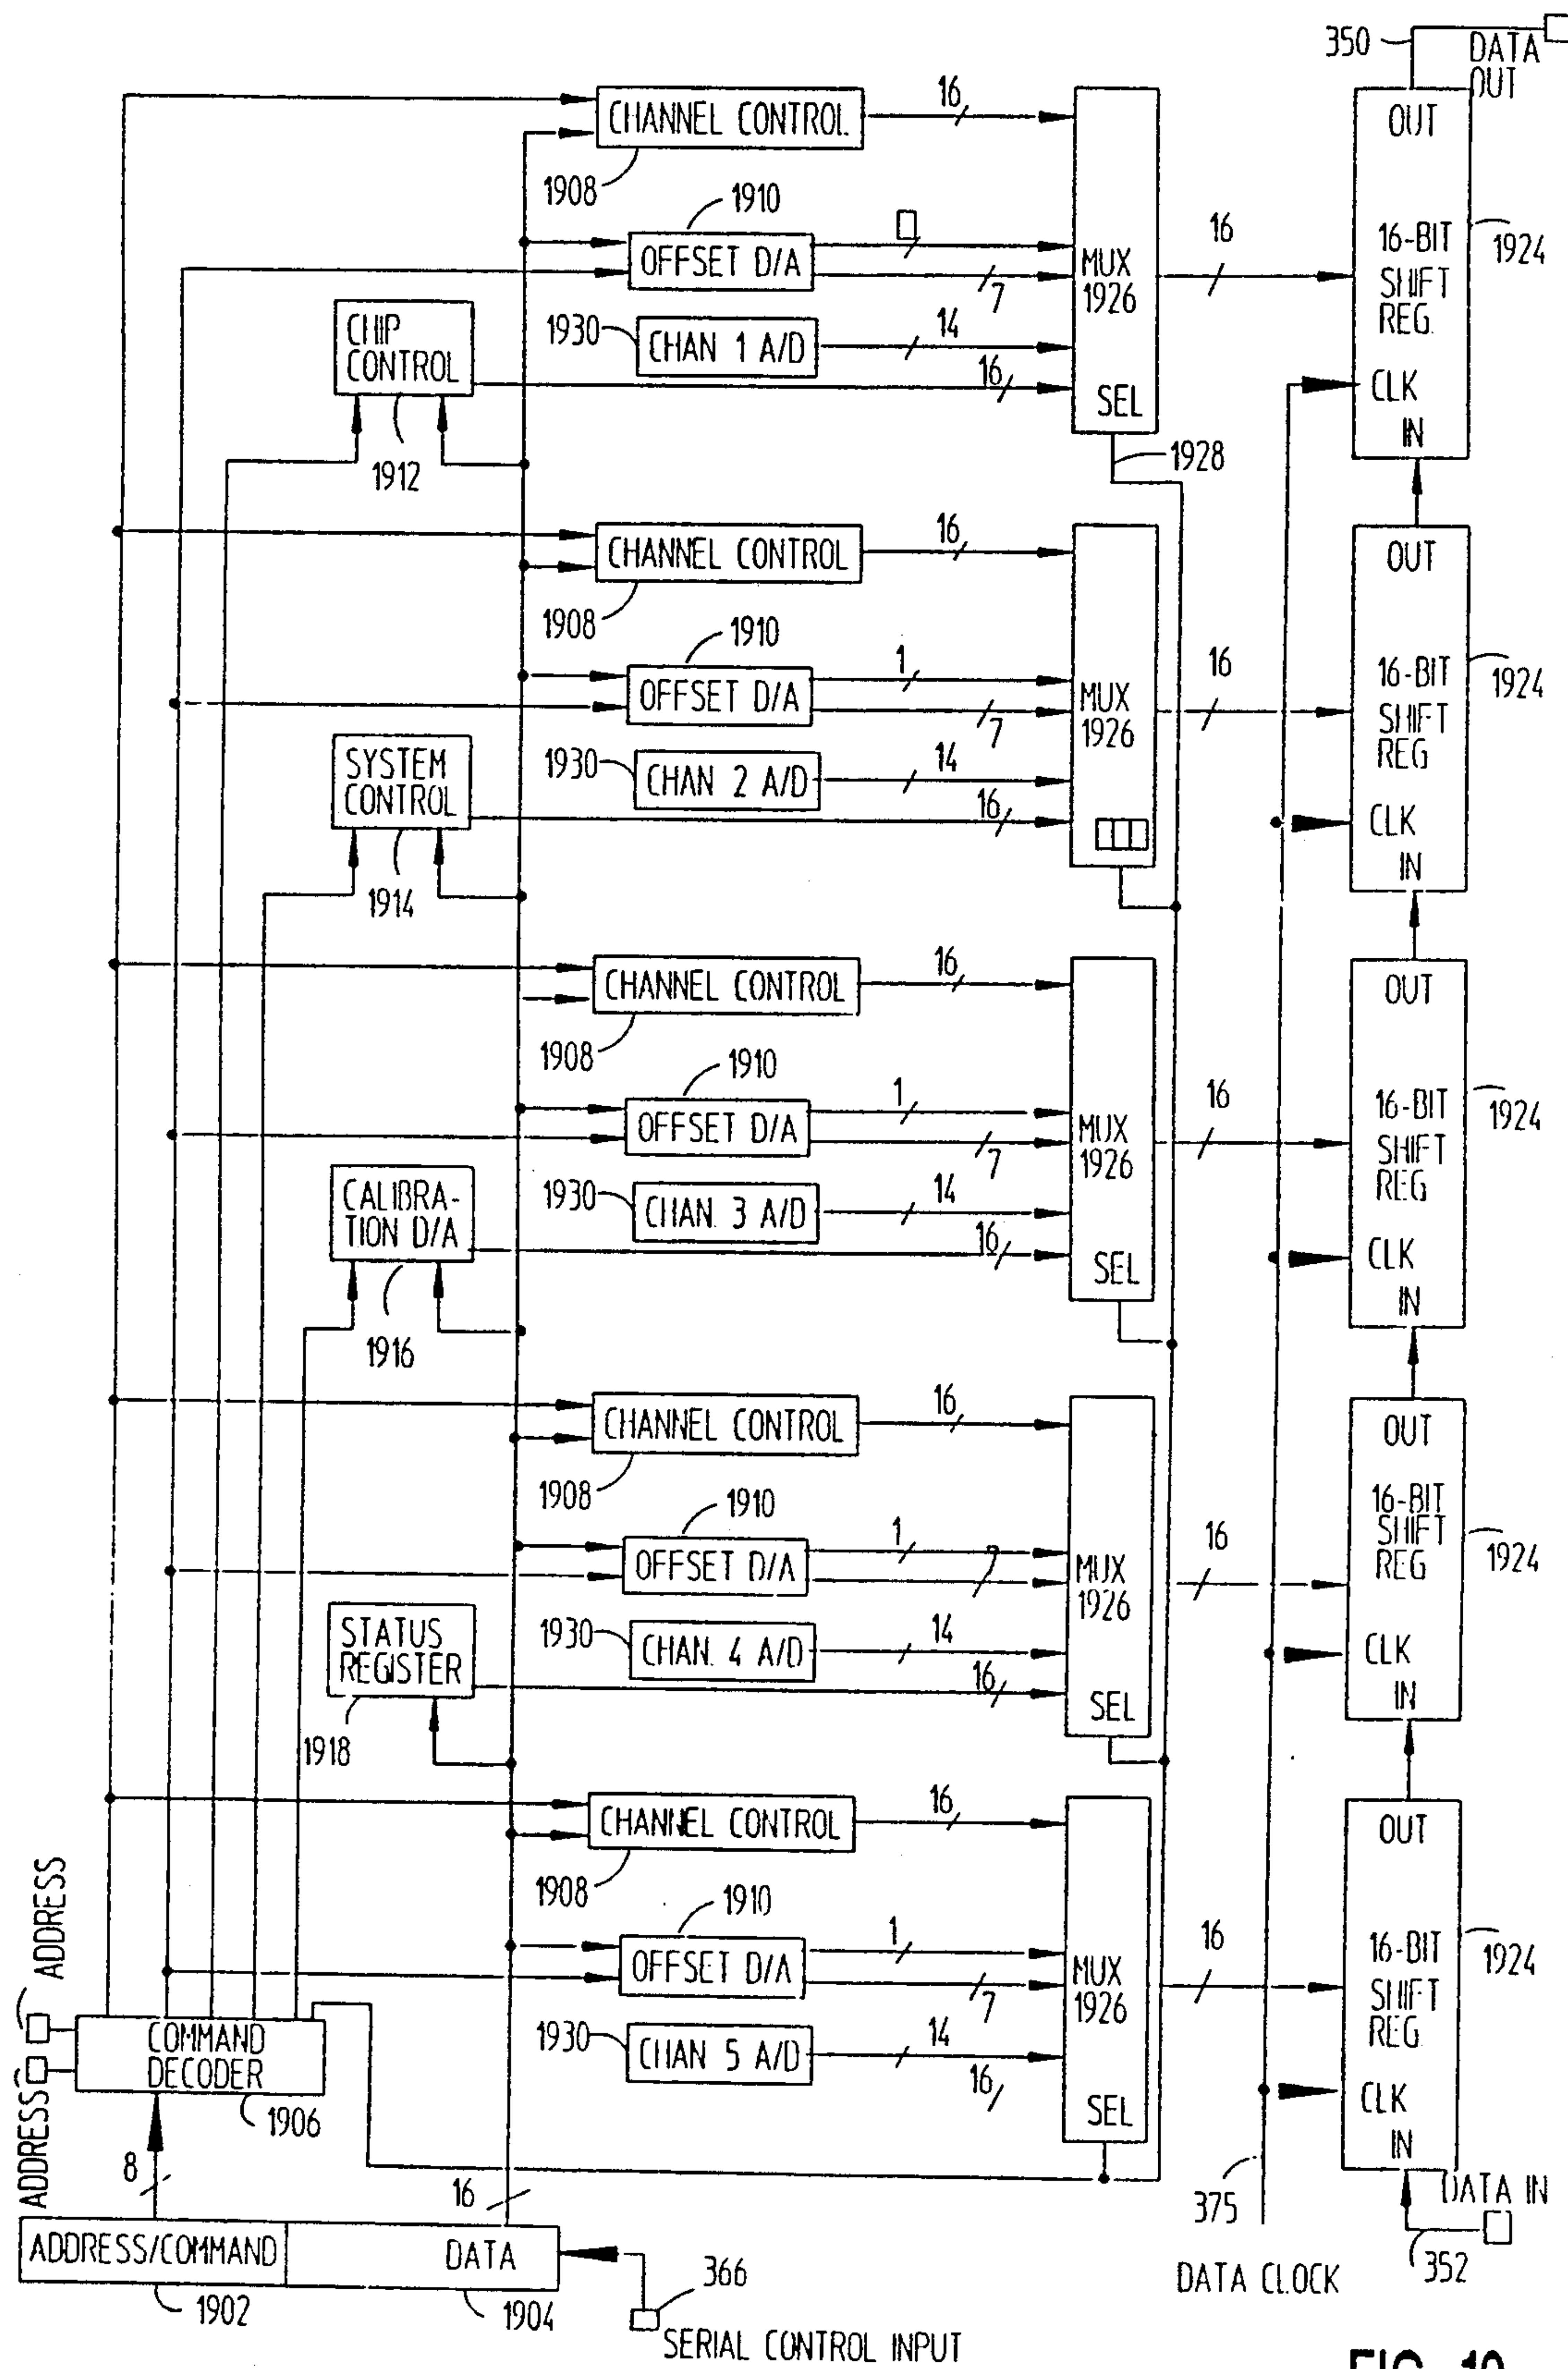 350
DATA
OUT
CHANNEL CONTROL
16
OUT
1908
1910
16
16-BIT
SHIFT
REG.
1924
OFFSET D/A
7
MUX
1926
CHIP
CONTROL
1930
CHAN 1 A/D
14
16
SEL
CLK
IN
1912
1928
CHANNEL CONTROL
16
OUT
1908
1910
1
16
16-BIT
SHIFT
REG
1924
OFFSET D/A
7
MUX
1926
SYSTEM
CONTROL
1930
CHAN 2 A/D
14
16
CLK
IN
1914
CHANNEL CONTROL
16
OUT
1908
1910
1
16
16-BIT
SHIFT
REG
1924
OFFSET D/A
7
MUX
1926
CALIBRA-
TION D/A
1930
CHAN. 3 A/D
14
16
SEL
CLK
IN
1916
CHANNEL CONTROL
16
OUT
1908
1910
1
16
16-BIT
SHIFT
REG
1924
OFFSET D/A
7
MUX
1926
STATUS
REGISTER
1930
CHAN. 4 A/D
14
16
SEL
CLK
IN
1918
CHANNEL CONTROL
16
OUT
1908
1910
1
16
16-BIT
SHIFT
REG.
1924
OFFSET D/A
7
MUX
1926
ADDRESS
COMMAND
DECODER
1930
CHAN 5 A/D
14
16
SEL
CLK
IN
ADDRESS
1906
8
16
375
DATA IN
ADDRESS/COMMAND
DATA
366
DATA CLOCK
352
1902
1904
SERIAL CONTROL INPUT